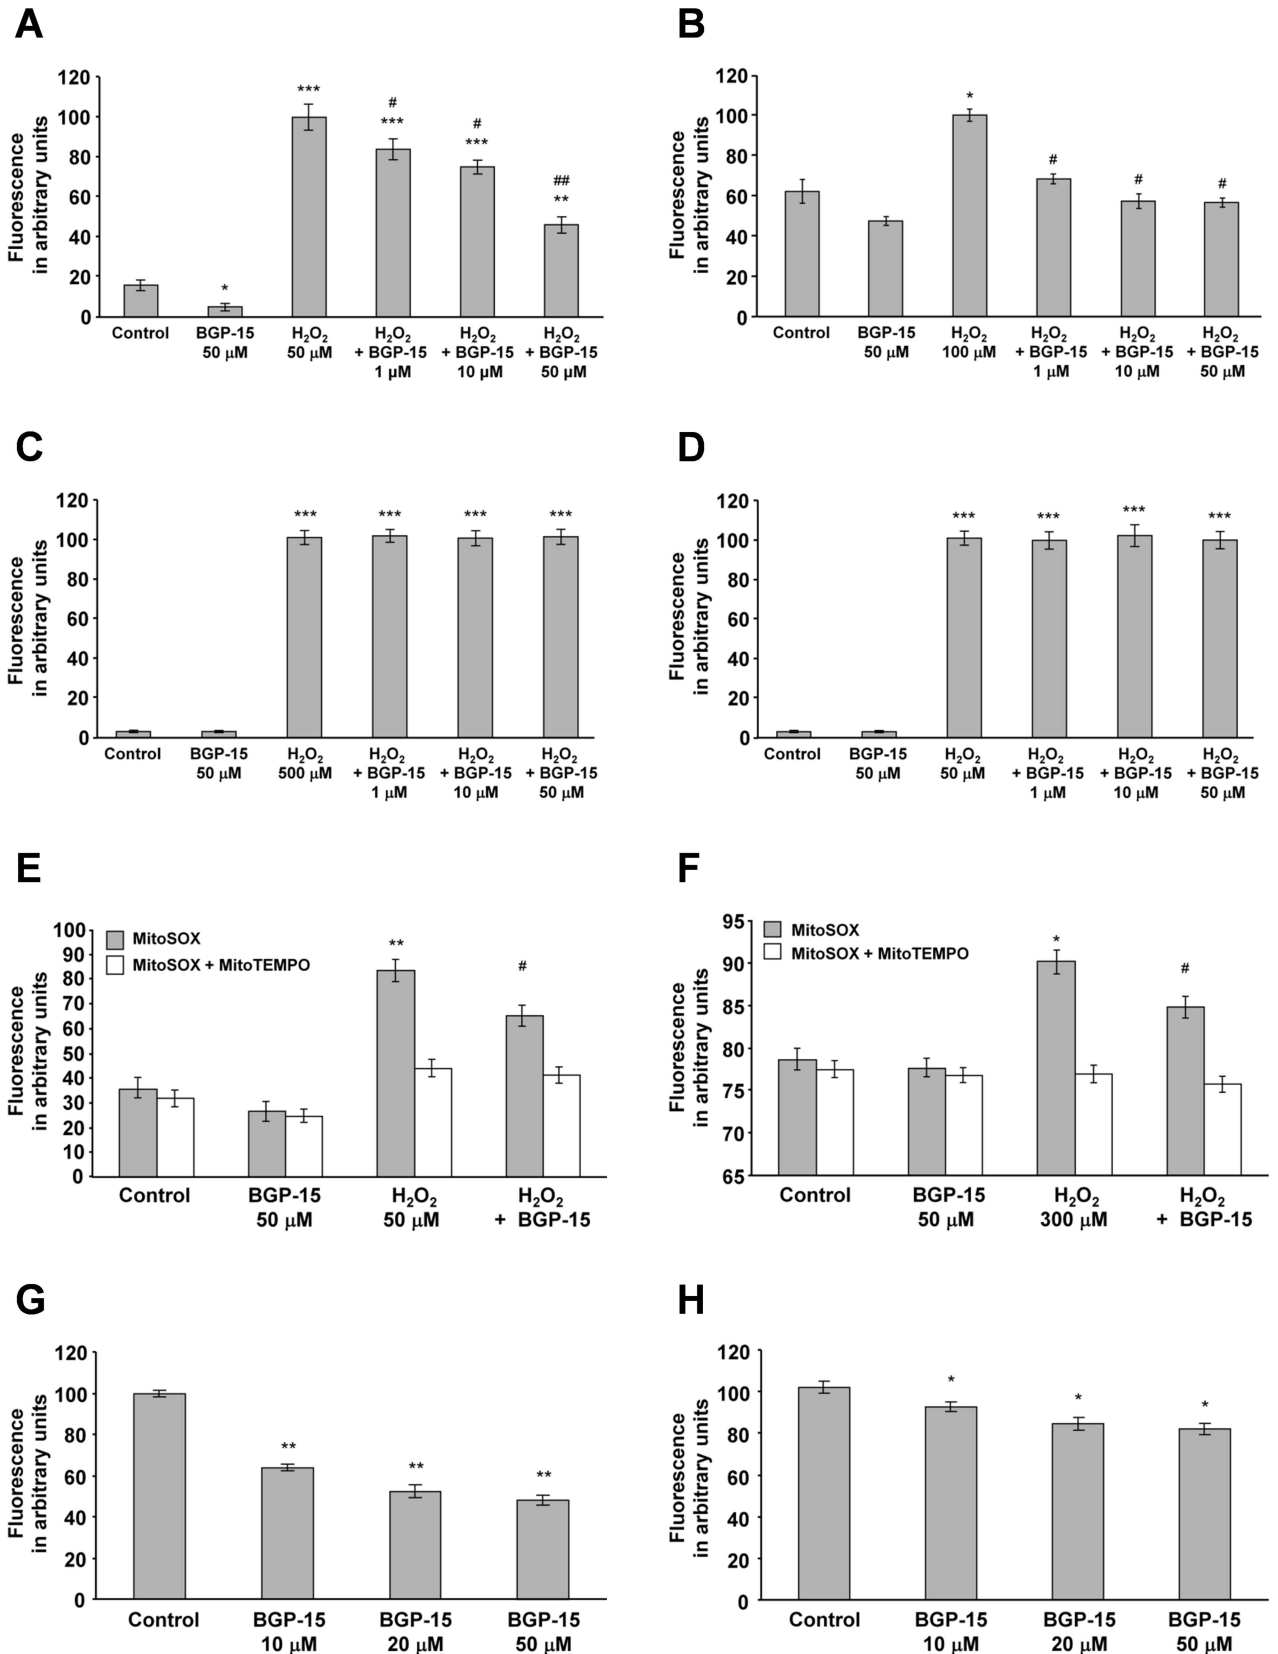 A
Fluorescence
in arbitrary units
120
100
80
60
40
20
0
***
#
***
#
***
##
**
*
Control
BGP-15
50 μM
H₂O₂
50 μM
H₂O₂
+ BGP-15
1 μM
H₂O₂
+ BGP-15
10 μM
H₂O₂
+ BGP-15
50 μM
B
Fluorescence
in arbitrary units
120
100
80
60
40
20
0
*
#
#
#
Control
BGP-15
50 μM
H₂O₂
100 μM
H₂O₂
+ BGP-15
1 μM
H₂O₂
+ BGP-15
10 μM
H₂O₂
+ BGP-15
50 μM
C
Fluorescence
in arbitrary units
120
100
80
60
40
20
0
***
***
***
***
Control
BGP-15
50 μM
H₂O₂
500 μM
H₂O₂
+ BGP-15
1 μM
H₂O₂
+ BGP-15
10 μM
H₂O₂
+ BGP-15
50 μM
D
Fluorescence
in arbitrary units
120
100
80
60
40
20
0
***
***
***
***
Control
BGP-15
50 μM
H₂O₂
50 μM
H₂O₂
+ BGP-15
1 μM
H₂O₂
+ BGP-15
10 μM
H₂O₂
+ BGP-15
50 μM
E
Fluorescence
in arbitrary units
100
90
80
70
60
50
40
30
20
10
0
MitoSOX
MitoSOX + MitoTEMPO
**
#
Control
BGP-15
50 μM
H₂O₂
50 μM
H₂O₂
+ BGP-15
F
Fluorescence
in arbitrary units
95
90
85
80
75
70
65
MitoSOX
MitoSOX + MitoTEMPO
*
#
Control
BGP-15
50 μM
H₂O₂
300 μM
H₂O₂
+ BGP-15
G
Fluorescence
in arbitrary units
120
100
80
60
40
20
0
**
**
**
Control
BGP-15
10 μM
BGP-15
20 μM
BGP-15
50 μM
H
Fluorescence
in arbitrary units
120
100
80
60
40
20
0
*
*
*
Control
BGP-15
10 μM
BGP-15
20 μM
BGP-15
50 μM